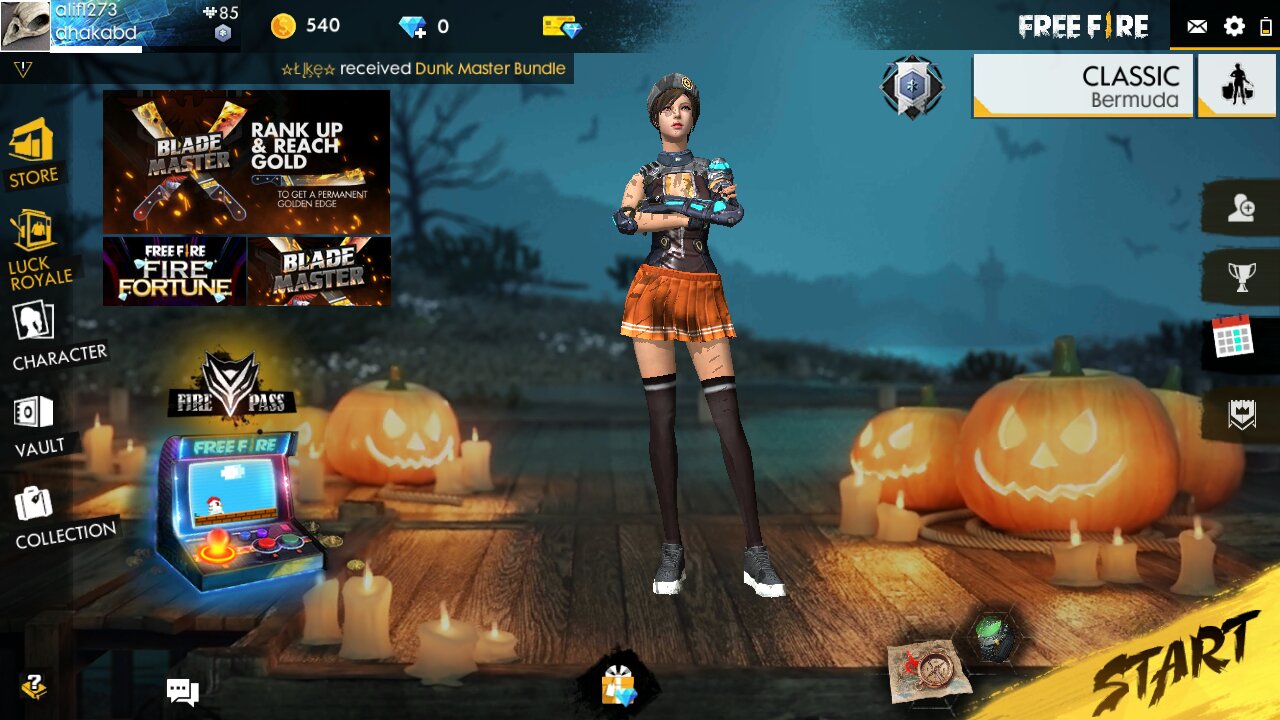 alifl273
dhakabd
85
540
0
FREE FIRE
☆Ł꘡ķę☆ received Dunk Master Bundle
CLASSIC
Bermuda
BLADE
MASTER
RANK UP
& REACH
GOLD
TO GET A PERMANENT
GOLDEN EDGE
FREE FIRE
FIRE
FORTUNE
BLADE
MASTER
STORE
LUCK
ROYALE
CHARACTER
VAULT
COLLECTION
FIRE PASS
FREE FIRE
START